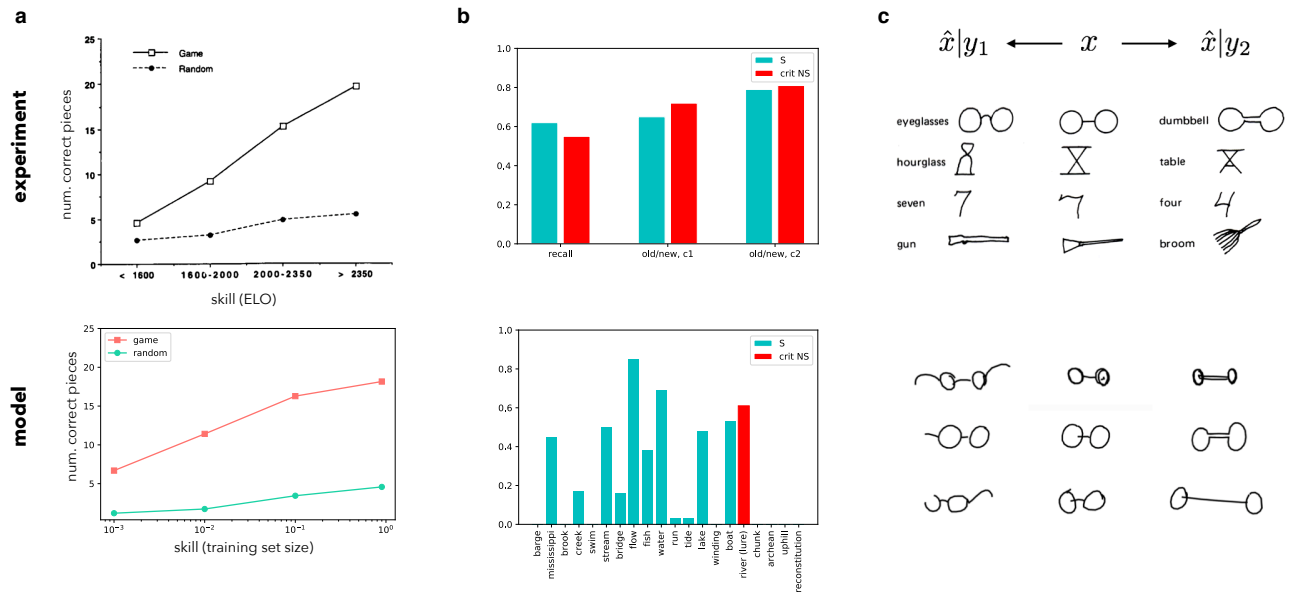 a
experiment
num. correct pieces
25
20
15
10
5
0
Game
Random
< 1600
1600-2000
2000-2350
> 2350
skill (ELO)
model
num. correct pieces
25
20
15
10
5
game
random
10⁻³
10⁻²
10⁻¹
10⁰
skill (training set size)
b
1.0
0.8
0.6
0.4
0.2
0.0
S
crit NS
recall
old/new, c1
old/new, c2
1.0
0.8
0.6
0.4
0.2
0.0
S
crit NS
barge
mississippi
brook
creek
swim
stream
bridge
flow
fish
water
run
tide
lake
winding
boat
river (lure)
chunk
archean
uphill
reconstitution
c
x̂|y₁ ← x → x̂|y₂
eyeglasses
dumbbell
hourglass
table
seven
7
four
4
gun
broom